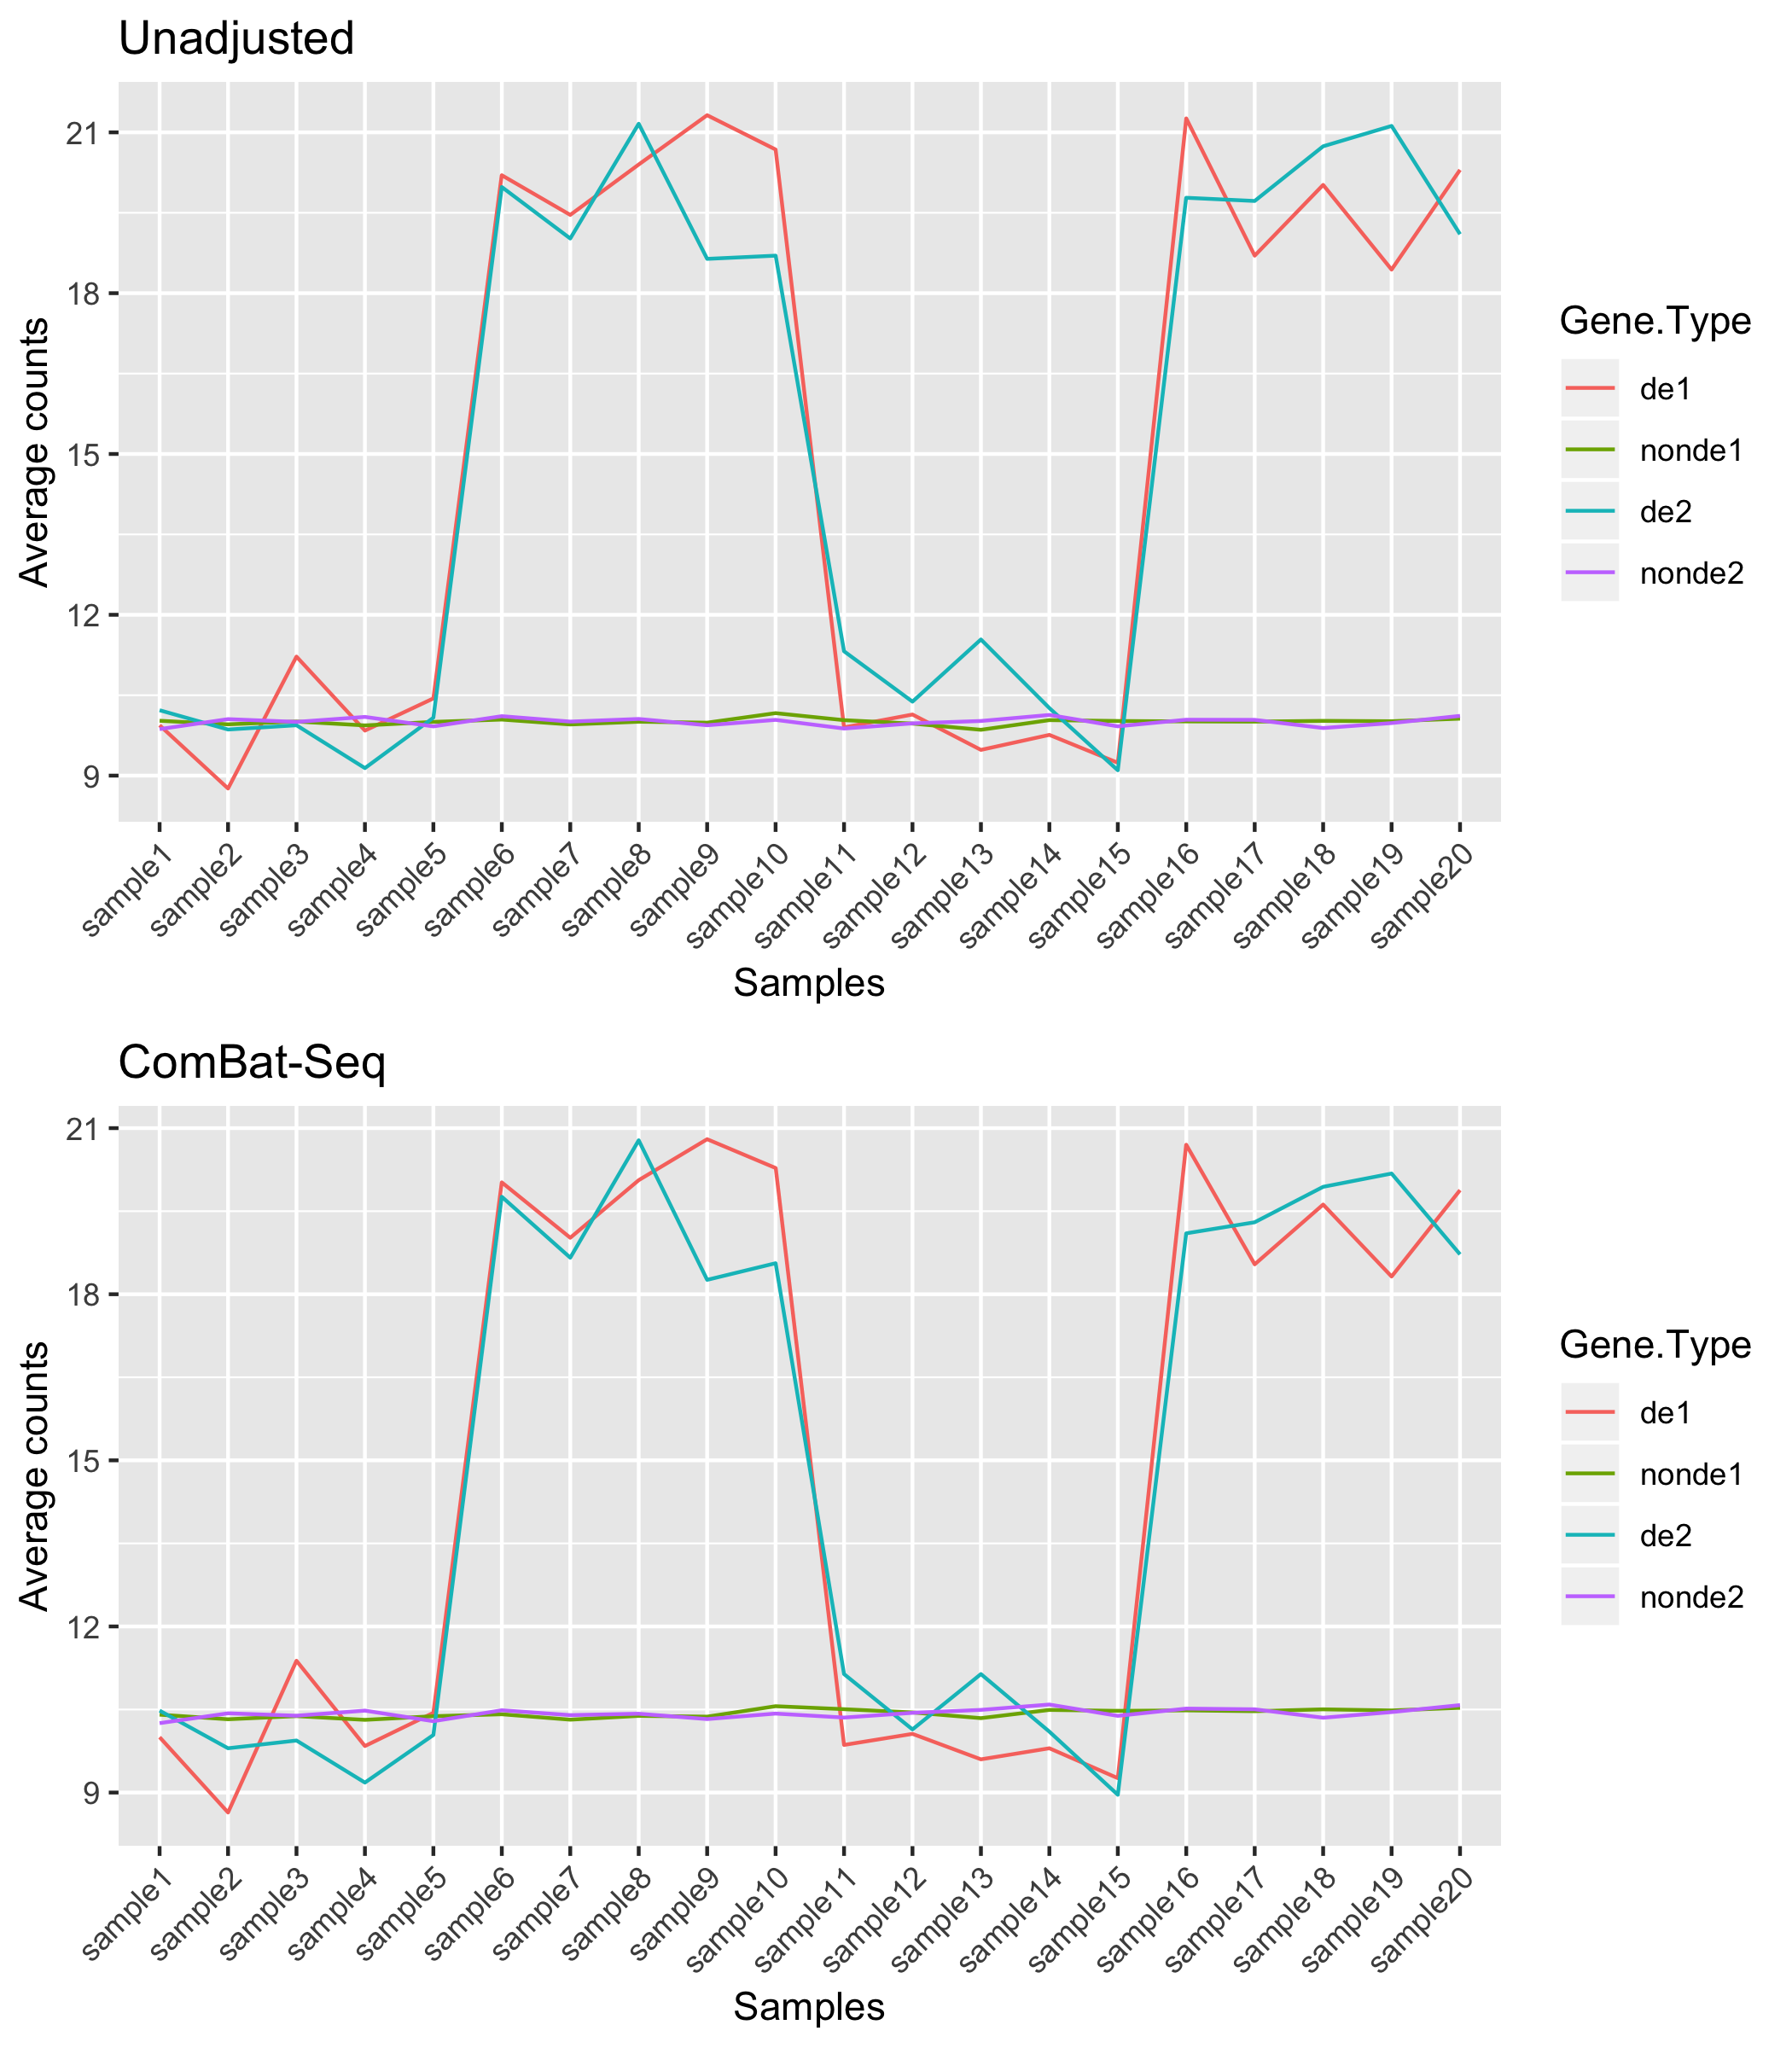 Unadjusted
21
18
15
12
9
Average counts
sample1
sample2
sample3
sample4
sample5
sample6
sample7
sample8
sample9
sample10
sample11
sample12
sample13
sample14
sample15
sample16
sample17
sample18
sample19
sample20
Samples
Gene.Type
de1
nonde1
de2
nonde2
ComBat-Seq
21
18
15
12
9
Average counts
sample1
sample2
sample3
sample4
sample5
sample6
sample7
sample8
sample9
sample10
sample11
sample12
sample13
sample14
sample15
sample16
sample17
sample18
sample19
sample20
Samples
Gene.Type
de1
nonde1
de2
nonde2